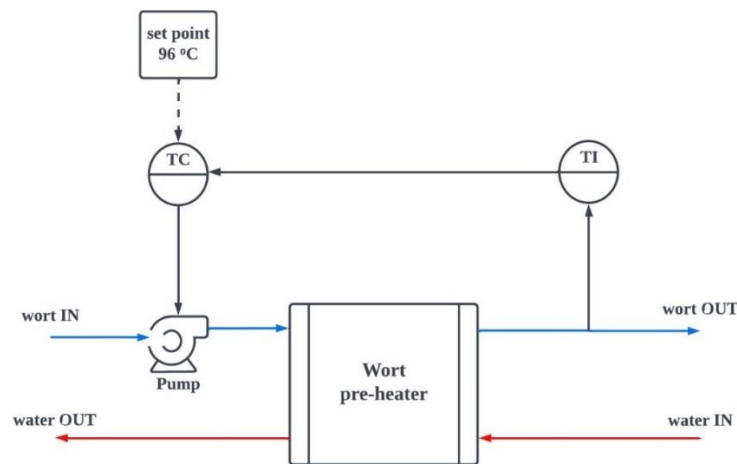 set point
96 ºC
TC
TI
wort IN
wort OUT
Pump
Wort
pre-heater
water OUT
water IN